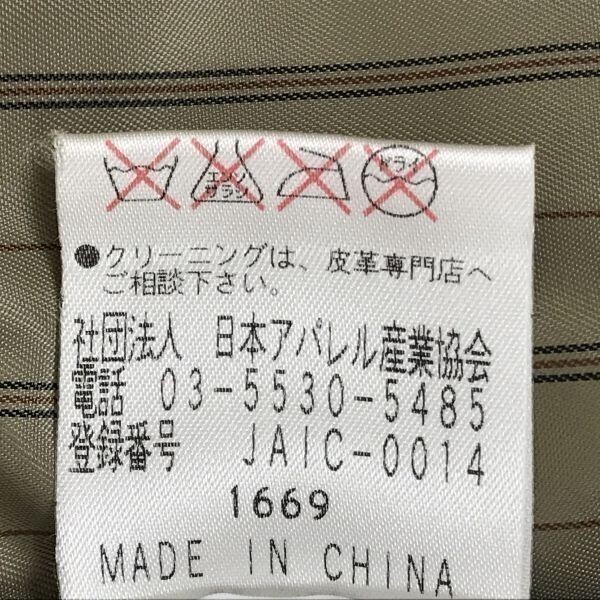 エンソ
サラシ
ドライ
●クリーニングは、皮革専門店へ
ご相談下さい。
社団法人 日本アパレル産業協会
電話 03-5530-5485
登録番号 JAIC-0014
1669
MADE IN CHINA